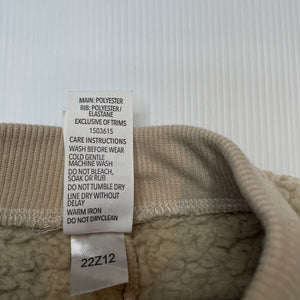 MAIN: POLYESTER
RIB: POLYESTER /
ELASTANE
EXCLUSIVE OF TRIMS
1503615
CARE INSTRUCTIONS
WASH BEFORE WEAR
COLD GENTLE
MACHINE WASH
DO NOT BLEACH,
SOAK OR RUB
DO NOT TUMBLE DRY
LINE DRY WITHOUT
DELAY
WARM IRON
DO NOT DRYCLEAN
22Z12